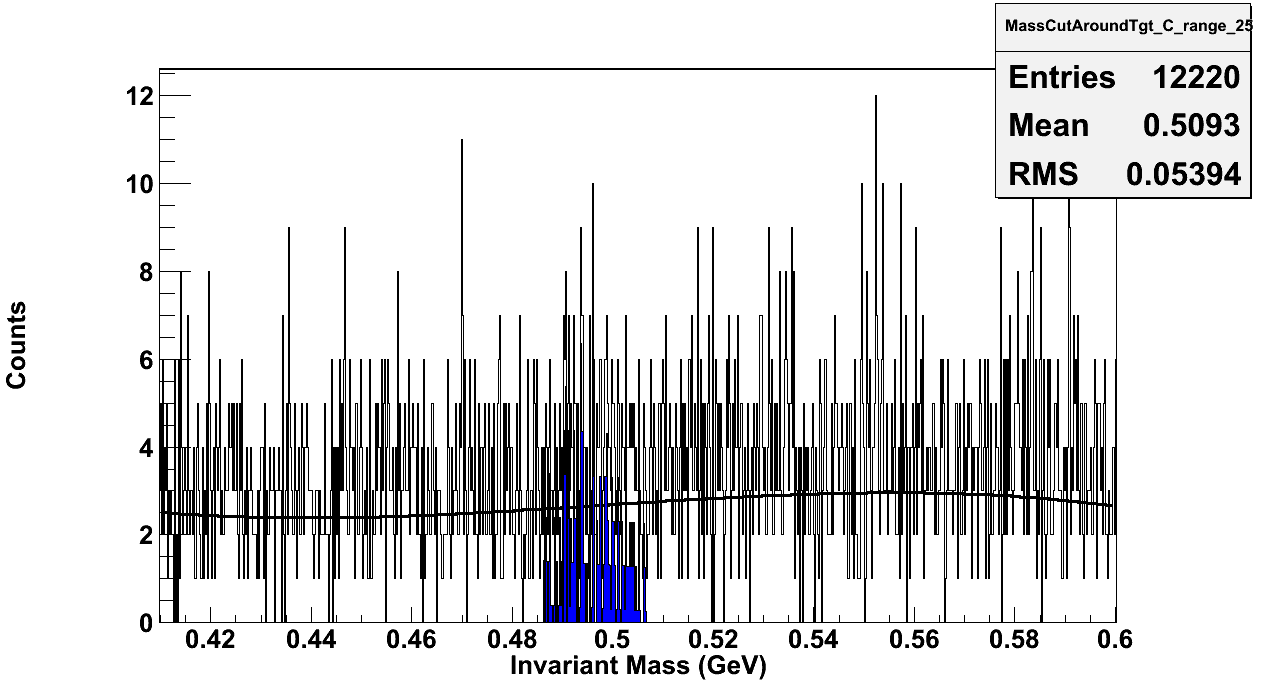 MassCutAroundTgt_C_range_25
Entries 12220
Mean 0.5093
RMS 0.05394
Counts
12
10
8
6
4
2
0
0.42 0.44 0.46 0.48 0.5 0.52 0.54 0.56 0.58 0.6
Invariant Mass (GeV)